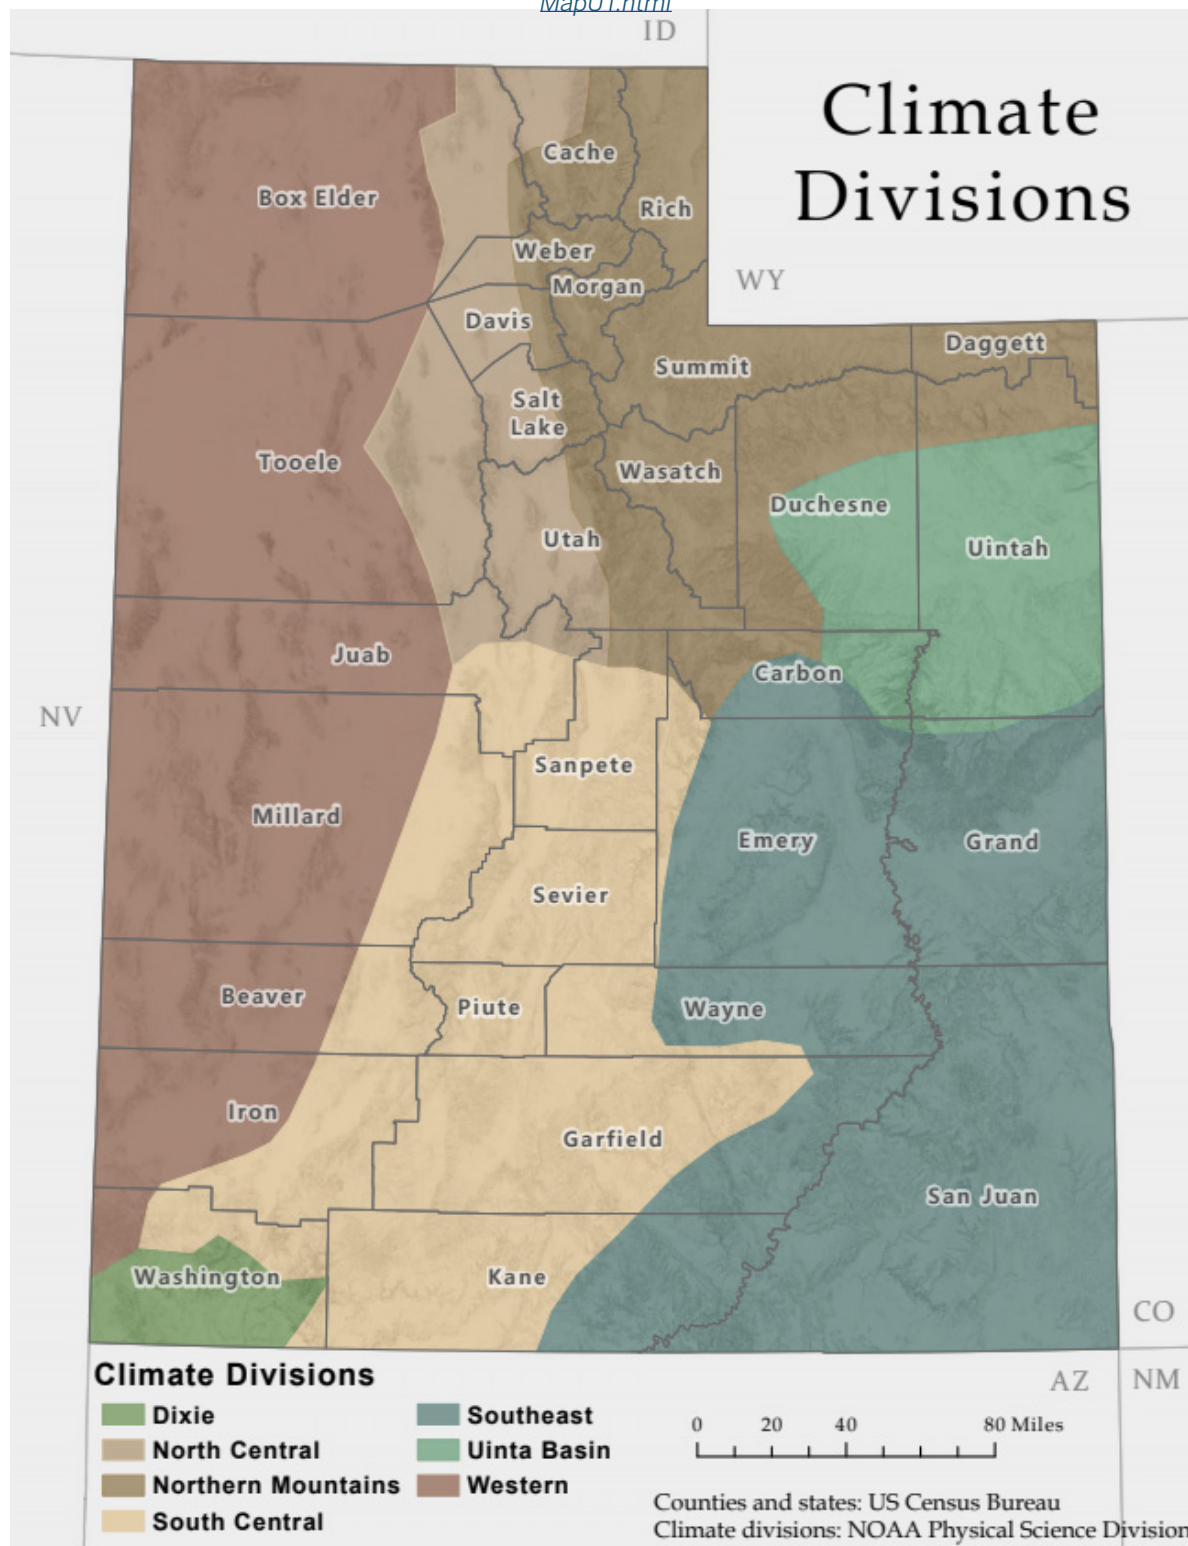 MapUT.html
ID
Climate
Divisions
Cache
Box Elder
Rich
Weber
WY
Morgan
Davis
Daggett
Summit
Salt
Lake
Tooele
Wasatch
Duchesne
Utah
Uintah
Juab
Carbon
NV
Sanpete
Millard
Emery
Grand
Sevier
Beaver
Piute
Wayne
Iron
Garfield
San Juan
Washington
Kane
CO
AZ
NM
Climate Divisions
Dixie
North Central
Northern Mountains
South Central
Southeast
Uinta Basin
Western
0 20 40 80 Miles
Counties and states: US Census Bureau
Climate divisions: NOAA Physical Science Division